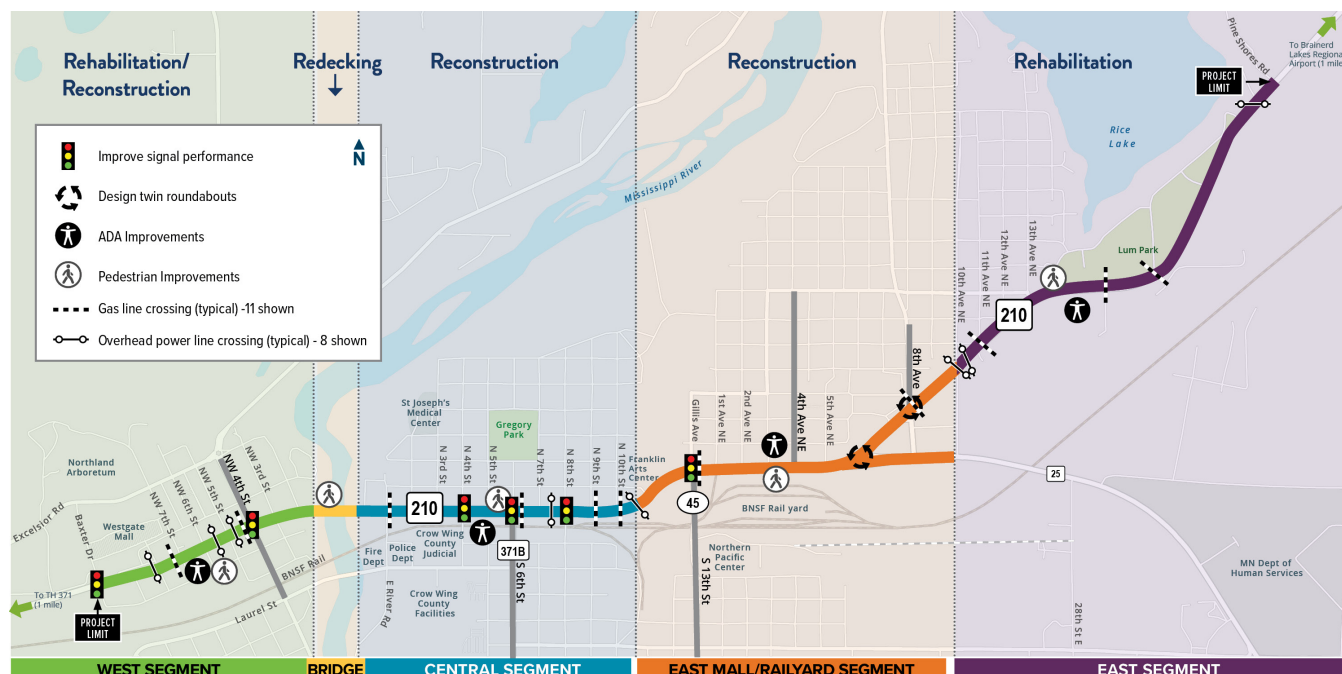 Rehabilitation/
Reconstruction
Redecking
Reconstruction
Reconstruction
Rehabilitation
Improve signal performance
Design twin roundabouts
ADA Improvements
Pedestrian Improvements
Gas line crossing (typical) -11 shown
Overhead power line crossing (typical) - 8 shown
N
Pine Shores Rd
To Brainerd
Lakes Regional
Airport (1 mile
PROJECT
LIMIT
Rice
Lake
Mississippi River
Lum Park
10th Ave NE
11th Ave NE
12th Ave NE
13th Ave NE
210
8th Ave
St Joseph's
Medical
Center
Gregory
Park
N 3rd St
N 4th St
N 5th St
N 7th St
N 8th St
N 9th St
N 10th St
Franklin
Arts
Center
Gillis Ave
1st Ave NE
2nd Ave NE
4th Ave NE
5th Ave NE
Northland
Arboretum
Excelsior Rd
Baxter Dr
Westgate
Mall
NW 7th St
NW 6th St
NW 5th St
NW 4th St
NW 3rd St
210
45
BNSF Rail yard
25
Fire
Dept
Police
Dept
Crow Wing
County
Judicial
371B
S 6th St
BNSF Rail
Laurel St
E River Rd
Crow Wing
County
Facilities
Northern
Pacific
Center
S 13th St
MN Dept of
Human Services
28th St E
To TH 371
(1 mile)
PROJECT
LIMIT
WEST SEGMENT
BRIDGE
CENTRAL SEGMENT
EAST MALL/RAILYARD SEGMENT
EAST SEGMENT